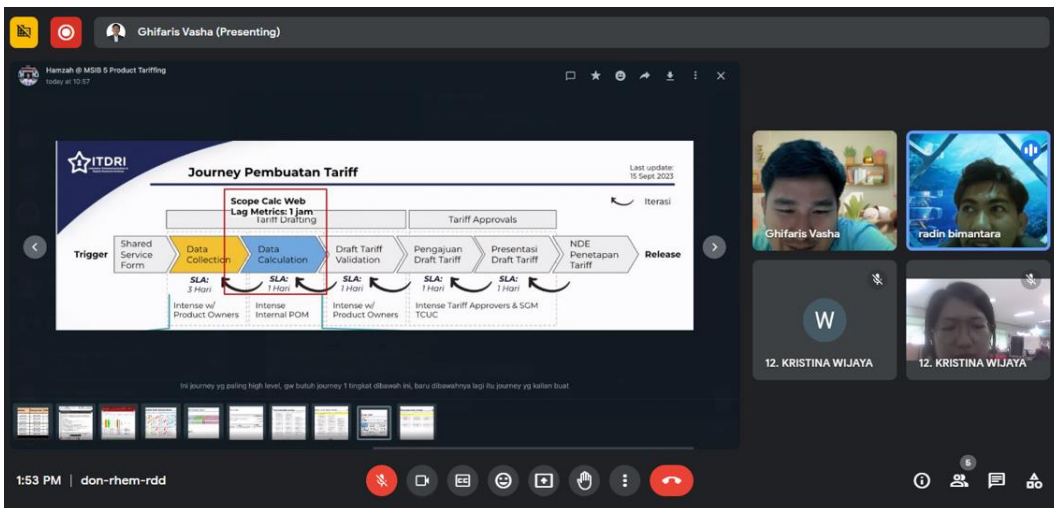 Ghifaris Vasha (Presenting)
Hamzah @ MSIB 5 Product Tariffing
today at 10:57
ITDRI
Journey Pembuatan Tariff
Last update:
15 Sept 2023
Iterasi
Scope Calc Web
Lag Metrics: 1 jam
Tariff Drafting
Tariff Approvals
Trigger
Shared
Service
Form
Data
Collection
Data
Calculation
Draft Tariff
Validation
Pengajuan
Draft Tariff
Presentasi
Draft Tariff
NDE
Penetapan
Tariff
Release
SLA:
3 Hari
SLA:
1 Hari
SLA:
1 Hari
SLA:
1 Hari
SLA:
1 Hari
Intense w/
Product Owners
Intense
Internal POM
Intense w/
Product Owners
Intense Tariff Approvers & SGM
TCUC
Ini journey yg paling high level, gw butuh journey 1 tingkat dibawah ini, baru dibawahnya lagi itu journey yg kalian buat
Ghifaris Vasha
radin bimantara
W
12. KRISTINA WIJAYA
12. KRISTINA WIJAYA
1:53 PM | don-rhem-rdd
5